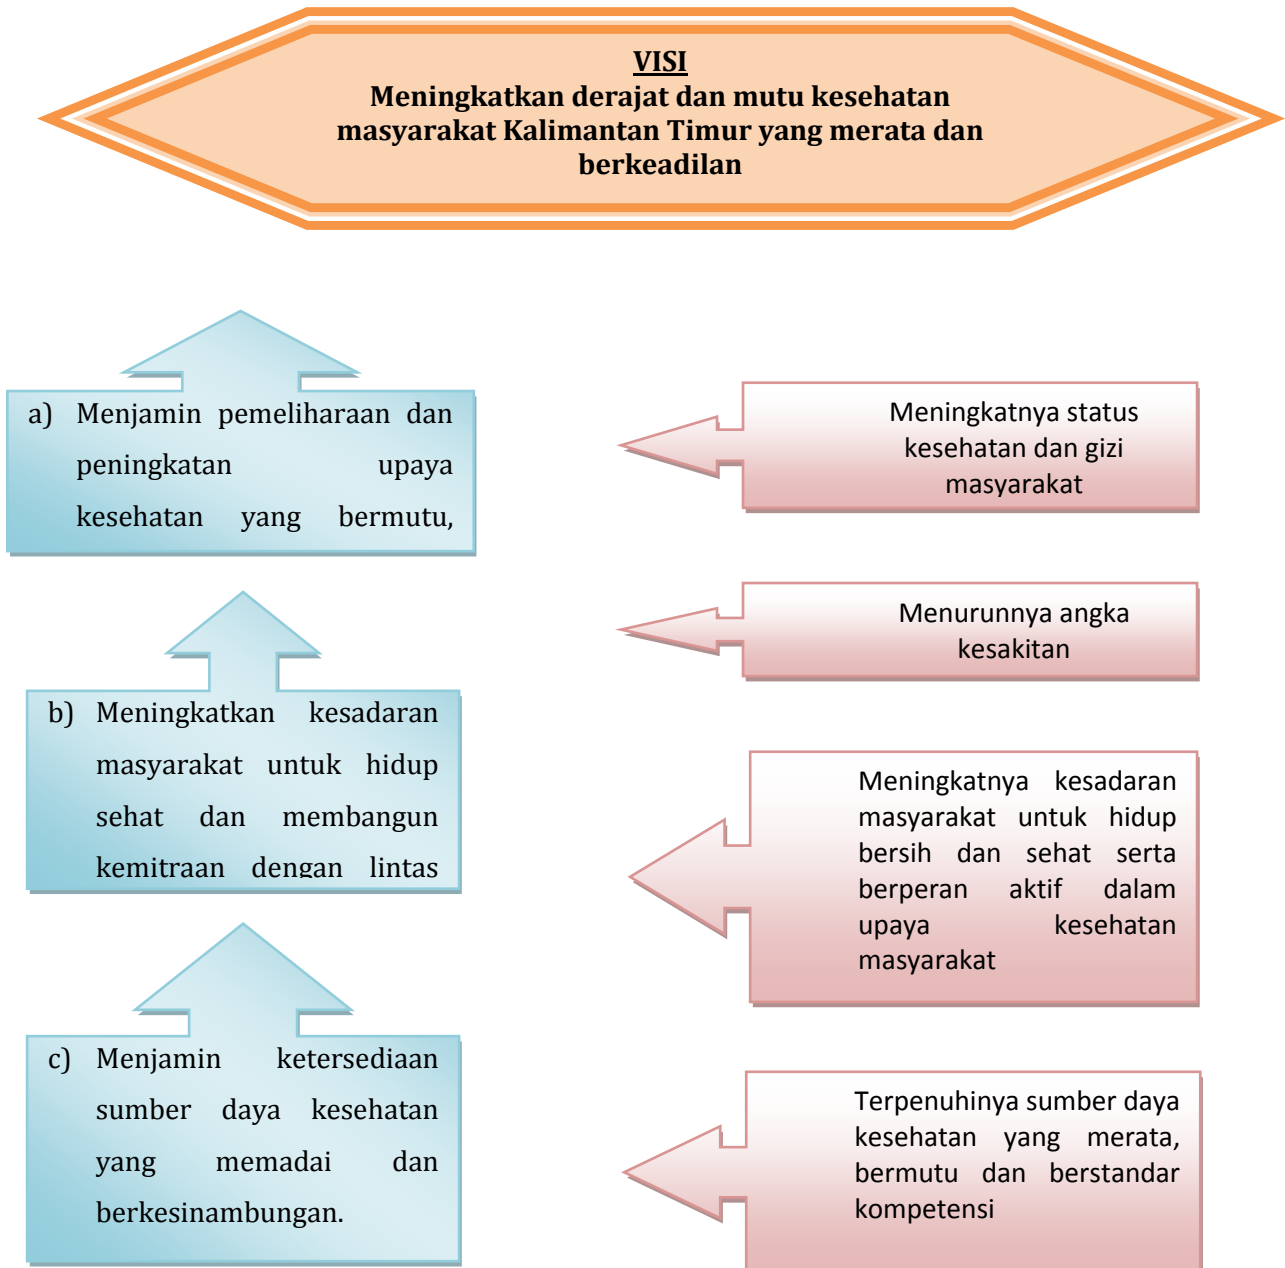 VISI
Meningkatkan derajat dan mutu kesehatan
masyarakat Kalimantan Timur yang merata dan
berkeadilan
a) Menjamin pemeliharaan dan
peningkatan upaya
kesehatan yang bermutu,
Meningkatnya status
kesehatan dan gizi
masyarakat
Menurunnya angka
kesakitan
b) Meningkatkan kesadaran
masyarakat untuk hidup
sehat dan membangun
kemitraan dengan lintas
Meningkatnya kesadaran
masyarakat untuk hidup
bersih dan sehat serta
berperan aktif dalam
upaya kesehatan
masyarakat
c) Menjamin ketersediaan
sumber daya kesehatan
yang memadai dan
berkesinambungan.
Terpenuhinya sumber daya
kesehatan yang merata,
bermutu dan berstandar
kompetensi